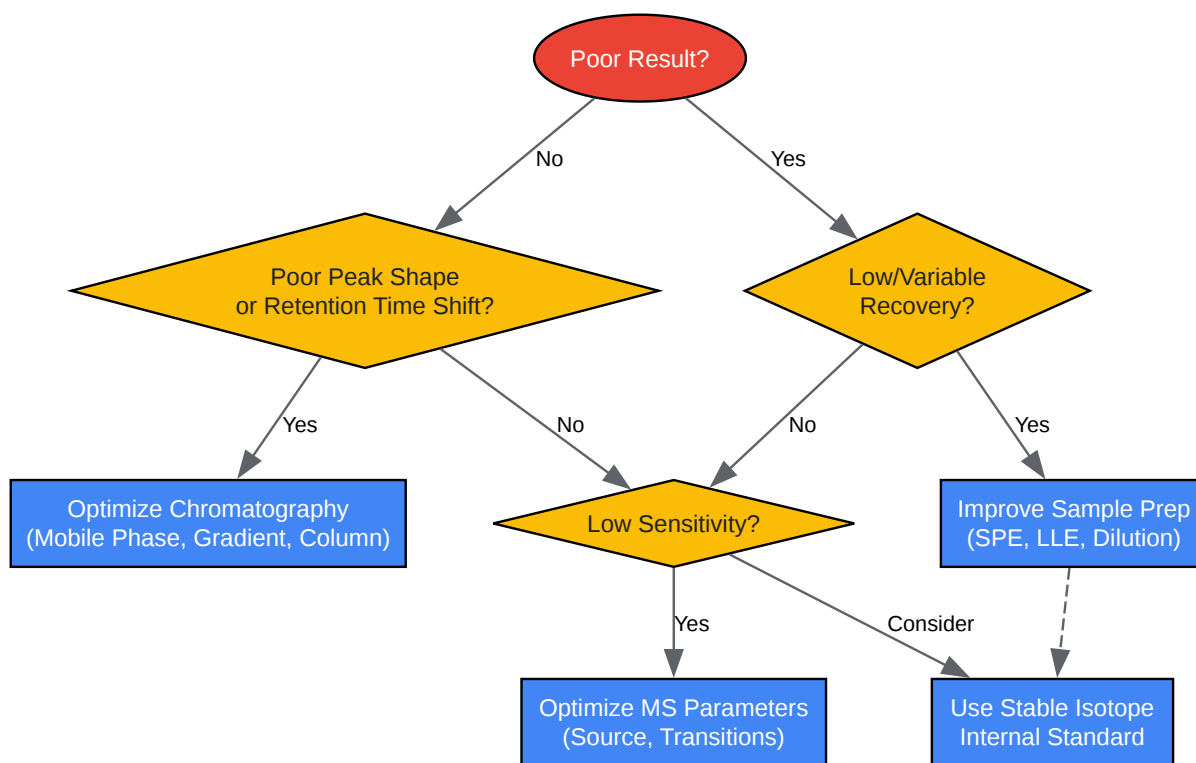 Poor Result?
No
Yes
Poor Peak Shape
or Retention Time Shift?
Low/Variable
Recovery?
Yes
No
No
Yes
Optimize Chromatography
(Mobile Phase, Gradient, Column)
Low Sensitivity?
Improve Sample Prep
(SPE, LLE, Dilution)
Yes
Consider
Optimize MS Parameters
(Source, Transitions)
Use Stable Isotope
Internal Standard